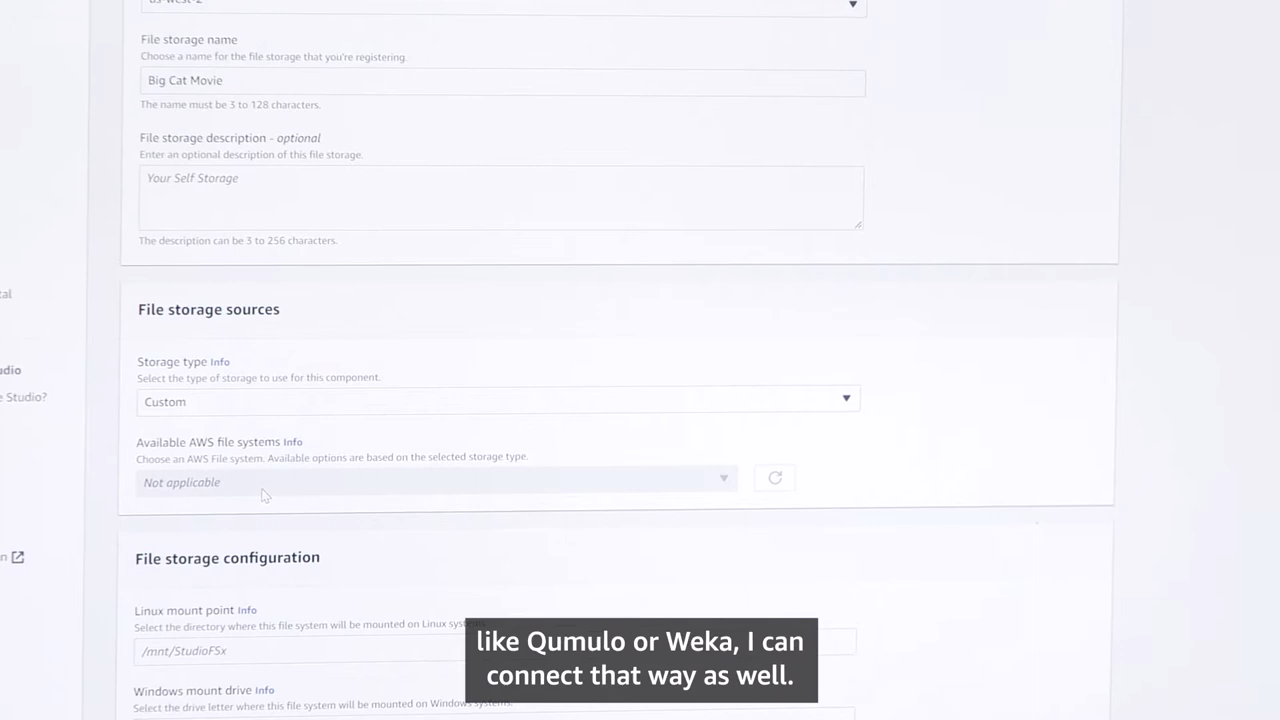 us-west-2
File storage name
Choose a name for the file storage that you're registering.
Big Cat Movie
The name must be 3 to 128 characters.
File storage description - optional
Enter an optional description of this file storage.
Your Self Storage
The description can be 3 to 256 characters.
tal
File storage sources
Storage type Info
udio
Select the type of storage to use for this component.
e Studio?
Custom
Available AWS file systems Info
Choose an AWS File system. Available options are based on the selected storage type.
Not applicable
n
File storage configuration
Linux mount point Info
Select the directory where this file system will be mounted on Linux systems.
/mnt/StudioFSx
like Qumulo or Weka, I can
connect that way as well.
Windows mount drive Info
Select the drive letter where this file system will be mounted on Windows systems.